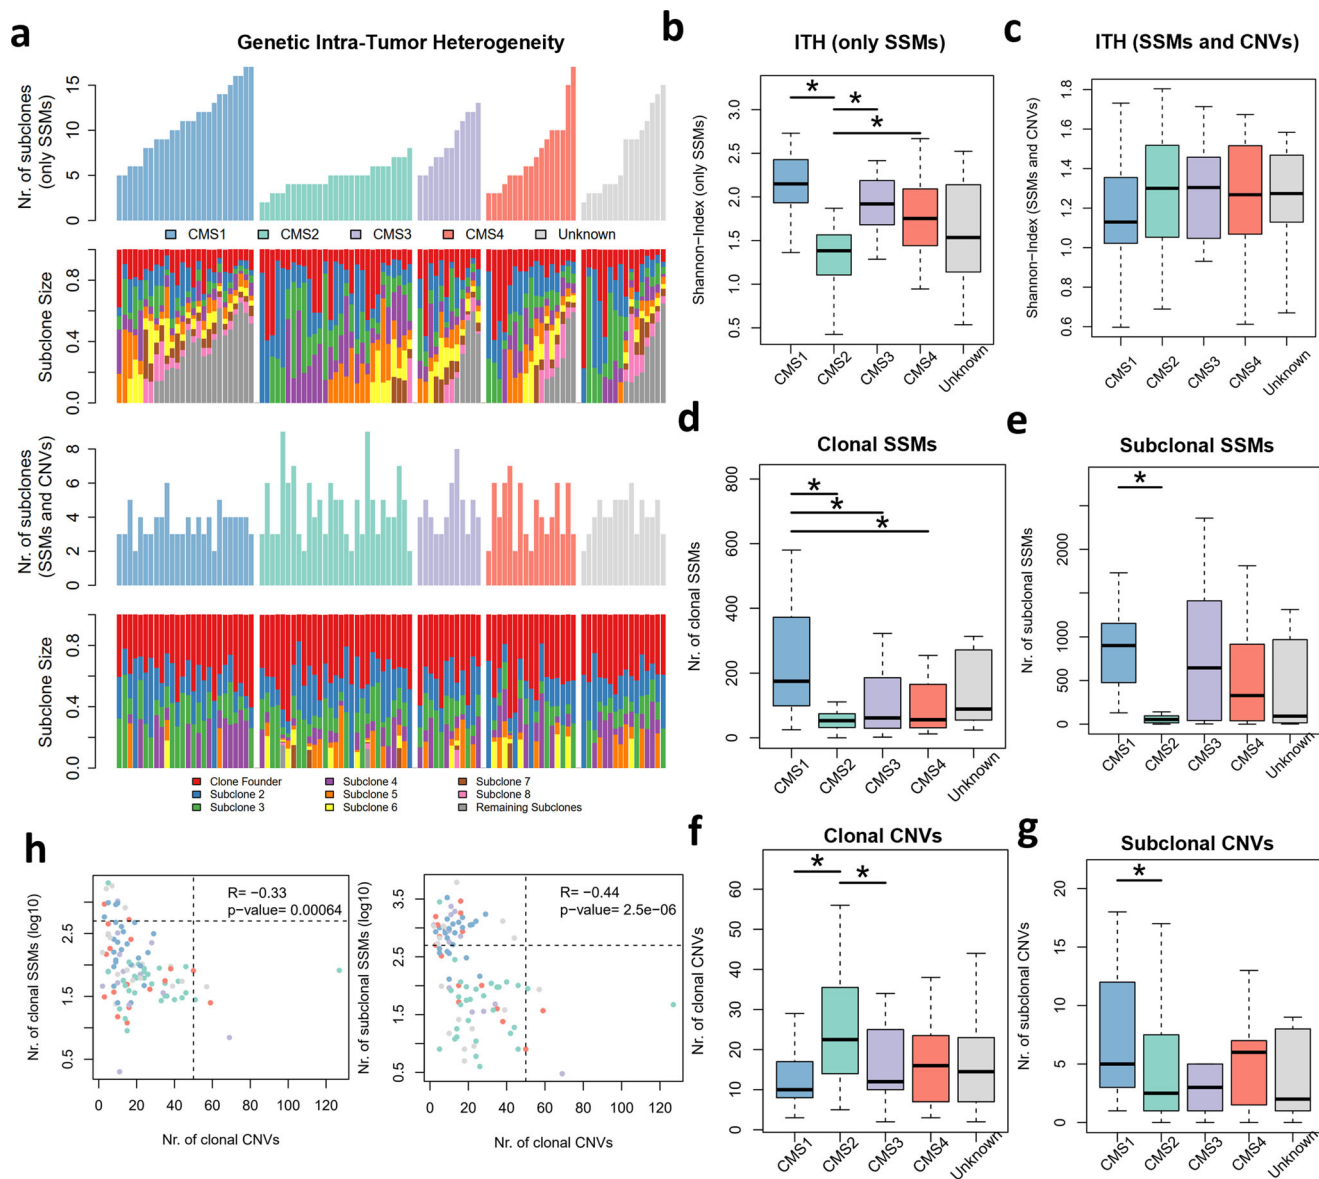 a
Genetic Intra-Tumor Heterogeneity
Nr. of subclones
(only SSMs)
15
10
5
0
CMS1
CMS2
CMS3
CMS4
Unknown
Subclone Size
0.8
0.4
0.0
Nr. of subclones
(SSMs and CNVs)
8
6
4
2
0
Subclone Size
0.8
0.4
0.0
Clone Founder
Subclone 2
Subclone 3
Subclone 4
Subclone 5
Subclone 6
Subclone 7
Subclone 8
Remaining Subclones
b
ITH (only SSMs)
Shannon-Index (only SSMs)
3.0
2.5
2.0
1.5
1.0
0.5
*
*
*
CMS1
CMS2
CMS3
CMS4
Unknown
c
ITH (SSMs and CNVs)
Shannon-Index (SSMs and CNVs)
1.8
1.6
1.4
1.2
1.0
0.8
0.6
CMS1
CMS2
CMS3
CMS4
Unknown
d
Clonal SSMs
Nr. of clonal SSMs
800
600
400
200
0
*
*
*
CMS1
CMS2
CMS3
CMS4
Unknown
e
Subclonal SSMs
Nr. of subclonal SSMs
2000
1000
500
0
*
CMS1
CMS2
CMS3
CMS4
Unknown
f
Clonal CNVs
Nr. of clonal CNVs
60
50
40
30
20
10
0
*
*
CMS1
CMS2
CMS3
CMS4
Unknown
g
Subclonal CNVs
Nr. of subclonal CNVs
20
15
10
5
0
*
CMS1
CMS2
CMS3
CMS4
Unknown
h
Nr. of clonal SSMs (log10)
2.5
1.5
0.5
R= −0.33
p-value= 0.00064
0 20 40 60 80 100 120
Nr. of clonal CNVs
Nr. of subclonal SSMs (log10)
3.5
2.5
1.5
0.5
R= −0.44
p-value= 2.5e-06
0 20 40 60 80 100 120
Nr. of clonal CNVs